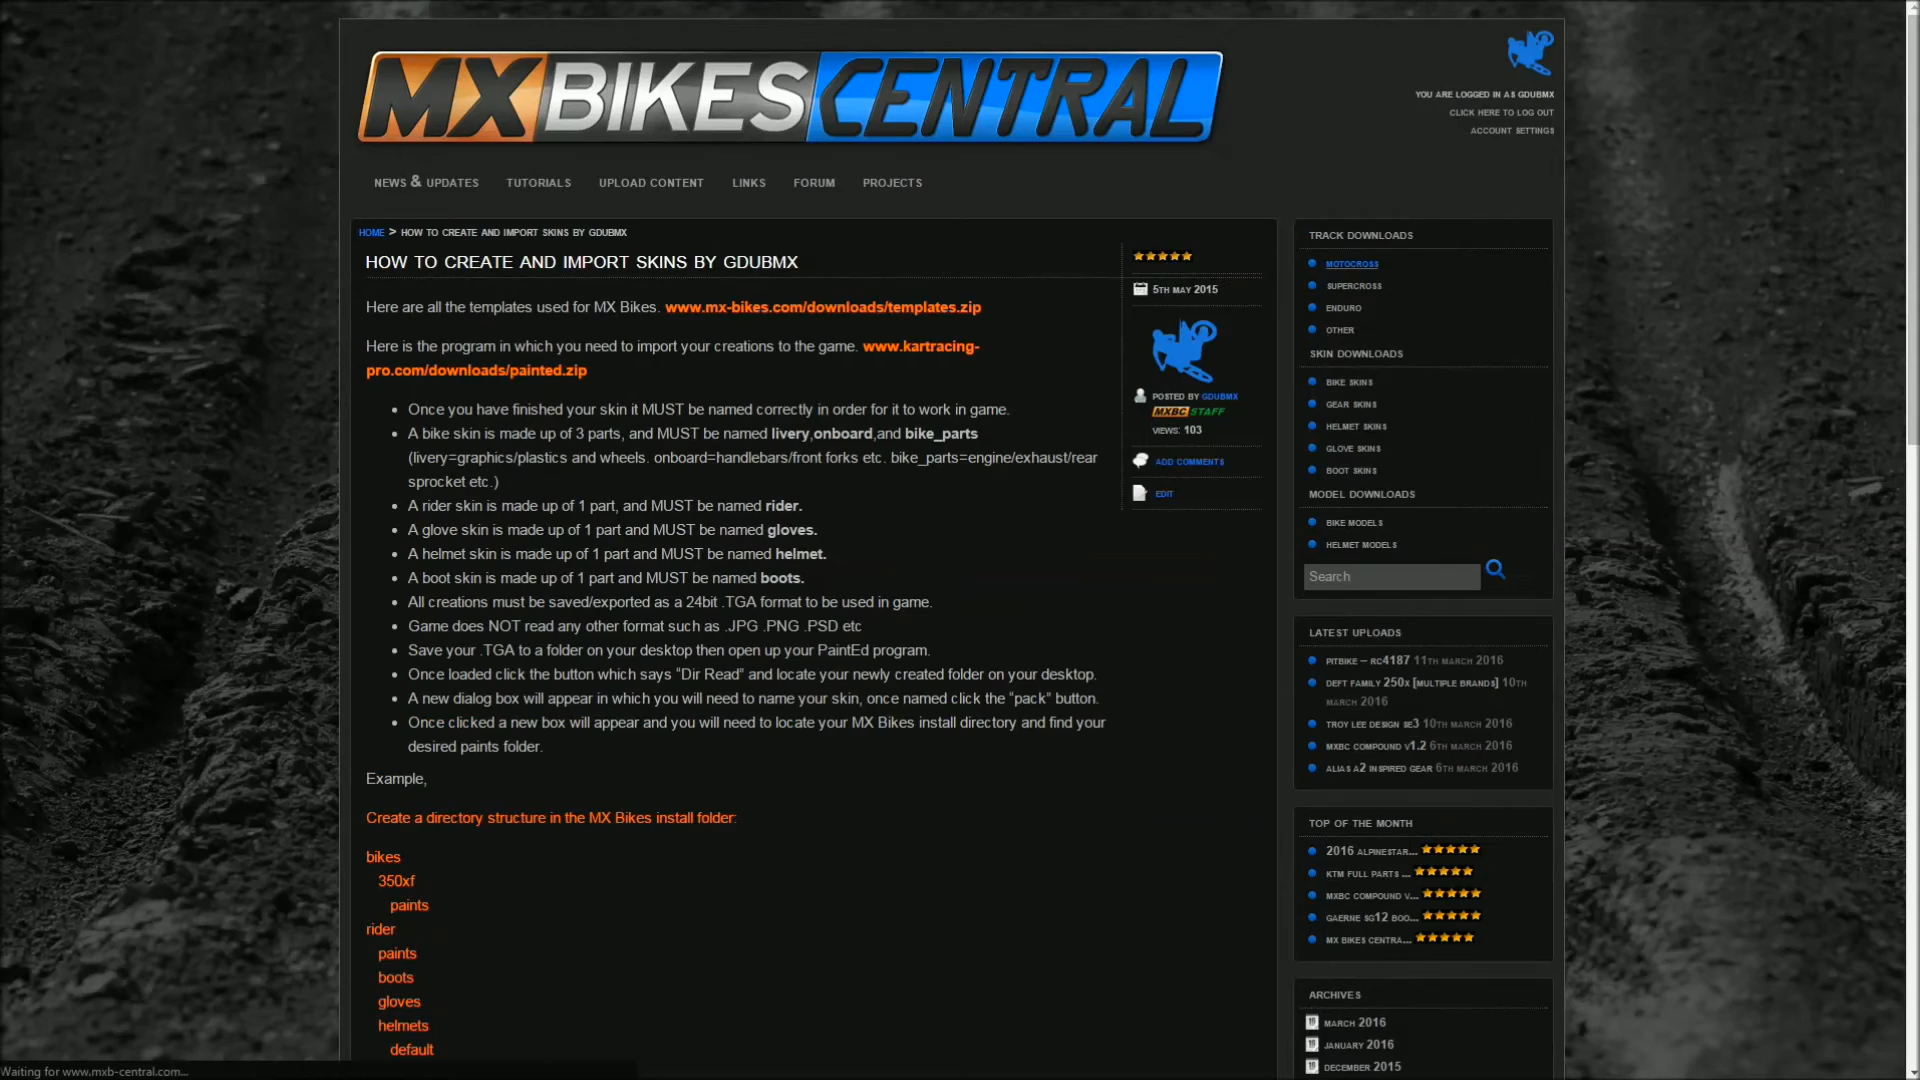 MXBIKESCENTRAL
YOU ARE LOGGED IN AS GDUBMX
CLICK HERE TO LOG OUT
ACCOUNT SETTINGS
NEWS & UPDATES
TUTORIALS
UPLOAD CONTENT
LINKS
FORUM
PROJECTS
HOME > HOW TO CREATE AND IMPORT SKINS BY GDUBMX
HOW TO CREATE AND IMPORT SKINS BY GDUBMX
Here are all the templates used for MX Bikes. www.mx-bikes.com/downloads/templates.zip
Here is the program in which you need to import your creations to the game. www.kartracing-
pro.com/downloads/painted.zip
• Once you have finished your skin it MUST be named correctly in order for it to work in game.
• A bike skin is made up of 3 parts, and MUST be named livery,onboard,and bike_parts
(livery=graphics/plastics and wheels. onboard=handlebars/front forks etc. bike_parts=engine/exhaust/rear
sprocket etc.)
• A rider skin is made up of 1 part, and MUST be named rider.
• A glove skin is made up of 1 part and MUST be named gloves.
• A helmet skin is made up of 1 part and MUST be named helmet.
• A boot skin is made up of 1 part and MUST be named boots.
• All creations must be saved/exported as a 24bit .TGA format to be used in game.
• Game does NOT read any other format such as .JPG .PNG .PSD etc
• Save your .TGA to a folder on your desktop then open up your PaintEd program.
• Once loaded click the button which says “Dir Read” and locate your newly created folder on your desktop.
• A new dialog box will appear in which you will need to name your skin, once named click the “pack” button.
• Once clicked a new box will appear and you will need to locate your MX Bikes install directory and find your
desired paints folder.
Example,
Create a directory structure in the MX Bikes install folder:
bikes
350xf
paints
rider
paints
boots
gloves
helmets
default
5TH MAY 2015
POSTED BY GDUBMX
MXBC STAFF
VIEWS: 103
ADD COMMENTS
EDIT
TRACK DOWNLOADS
MOTOCROSS
SUPERCROSS
ENDURO
OTHER
SKIN DOWNLOADS
BIKE SKINS
GEAR SKINS
HELMET SKINS
GLOVE SKINS
BOOT SKINS
MODEL DOWNLOADS
BIKE MODELS
HELMET MODELS
Search
LATEST UPLOADS
PITBIKE – RC4187 11TH MARCH 2016
DEFT FAMILY 250X [MULTIPLE BRANDS] 10TH
MARCH 2016
TROY LEE DESIGN SE3 10TH MARCH 2016
MXBC COMPOUND V1.2 6TH MARCH 2016
ALIAS A2 INSPIRED GEAR 6TH MARCH 2016
TOP OF THE MONTH
2016 ALPINESTAR...
KTM FULL PARTS ...
MXBC COMPOUND V...
GAERNE SG12 BOO...
MX BIKES CENTRA...
ARCHIVES
MARCH 2016
JANUARY 2016
DECEMBER 2015
Waiting for www.mxb-central.com...